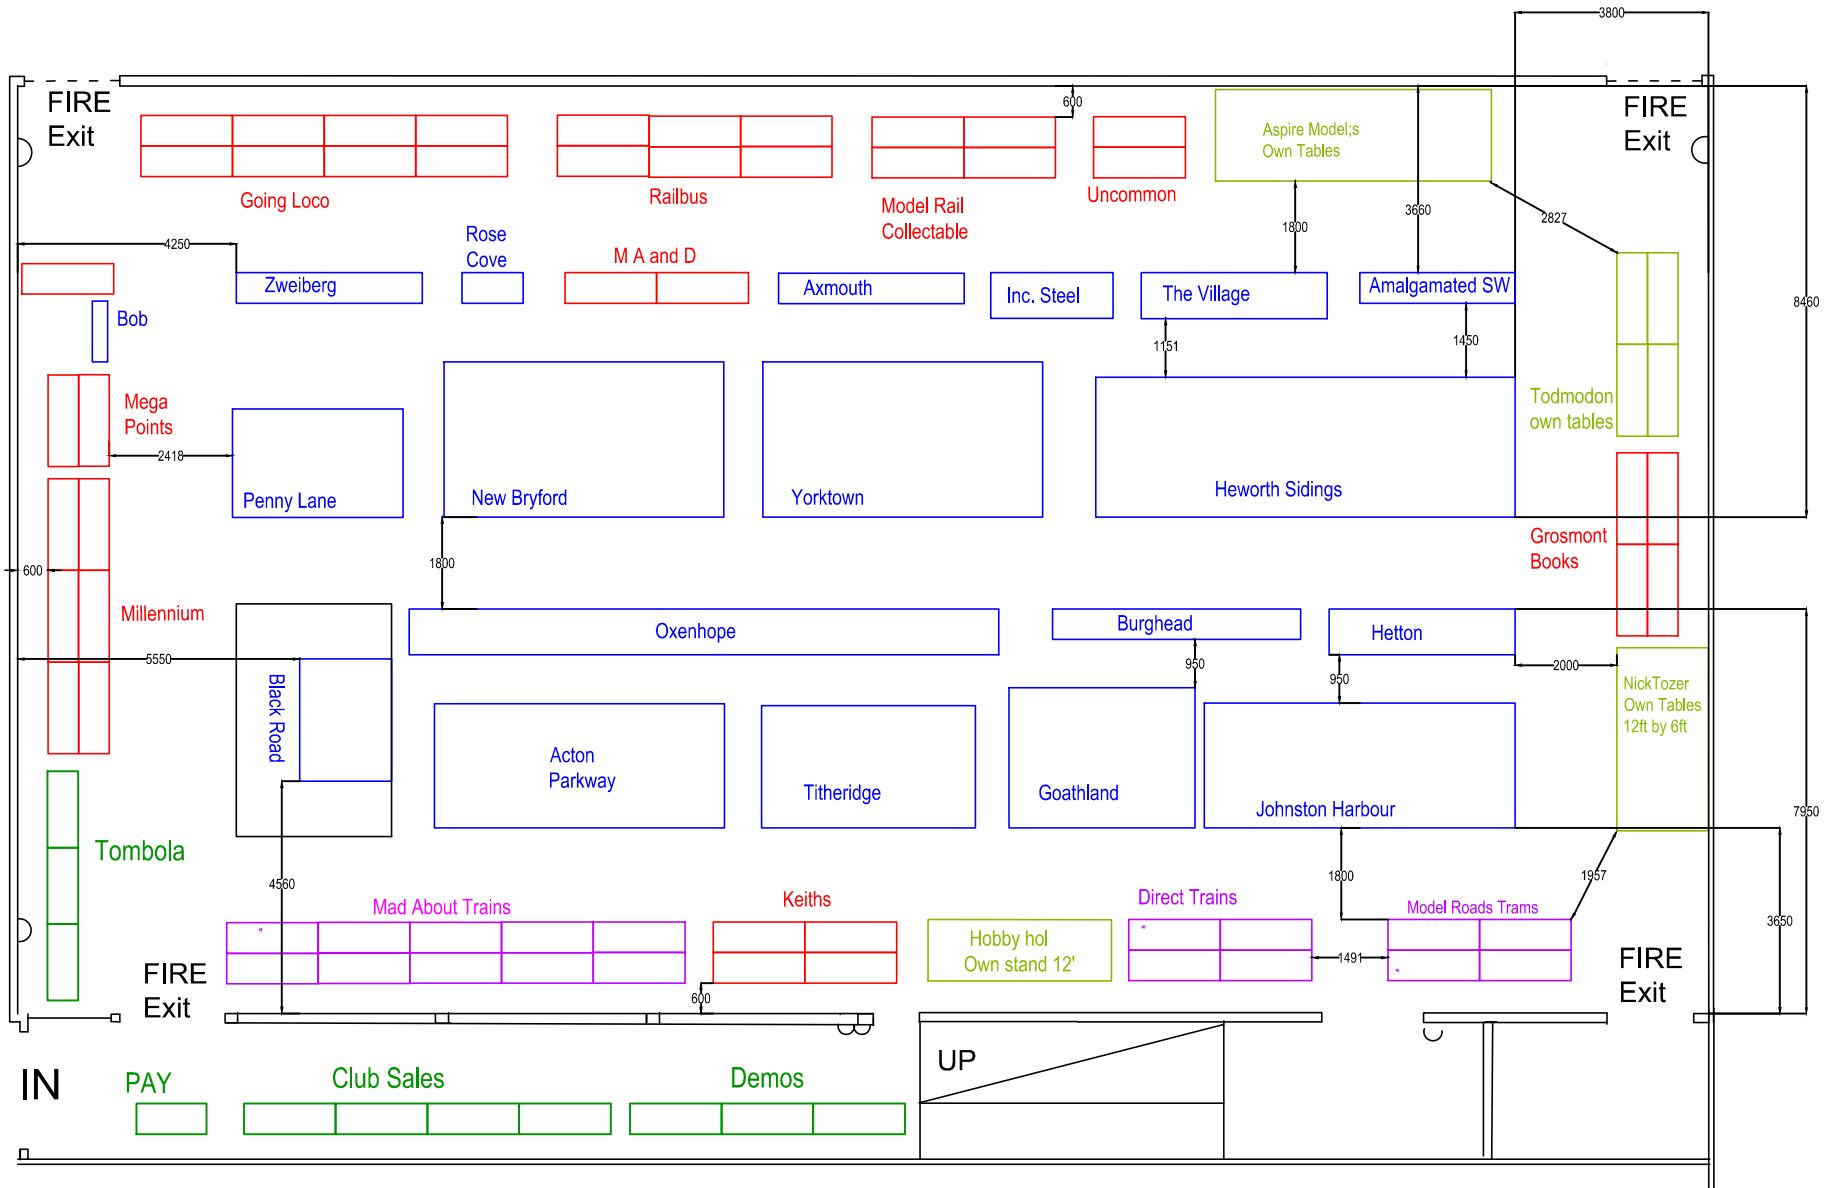 3800
FIRE
Exit
600
Aspire Model;s
Own Tables
FIRE
Exit
Going Loco
Railbus
Model Rail
Collectable
Uncommon
1800
3660
2827
4250
Rose
Cove
M A and D
Zweiberg
Axmouth
Inc. Steel
The Village
Amalgamated SW
8460
Bob
1151
1450
Mega
Points
Todmodon
own tables
2418
Penny Lane
New Bryford
Yorktown
Heworth Sidings
600
1800
Grosmont
Books
Millennium
Oxenhope
Burghead
Hetton
5550
950
950
2000
Black Road
NickTozer
Own Tables
12ft by 6ft
Acton
Parkway
Titheridge
Goathland
Johnston Harbour
7950
Tombola
4560
1800
1957
Mad About Trains
Keiths
Direct Trains
Model Roads Trams
3650
*
*
*
Hobby hol
Own stand 12'
1491
FIRE
Exit
600
FIRE
Exit
UP
IN
PAY
Club Sales
Demos